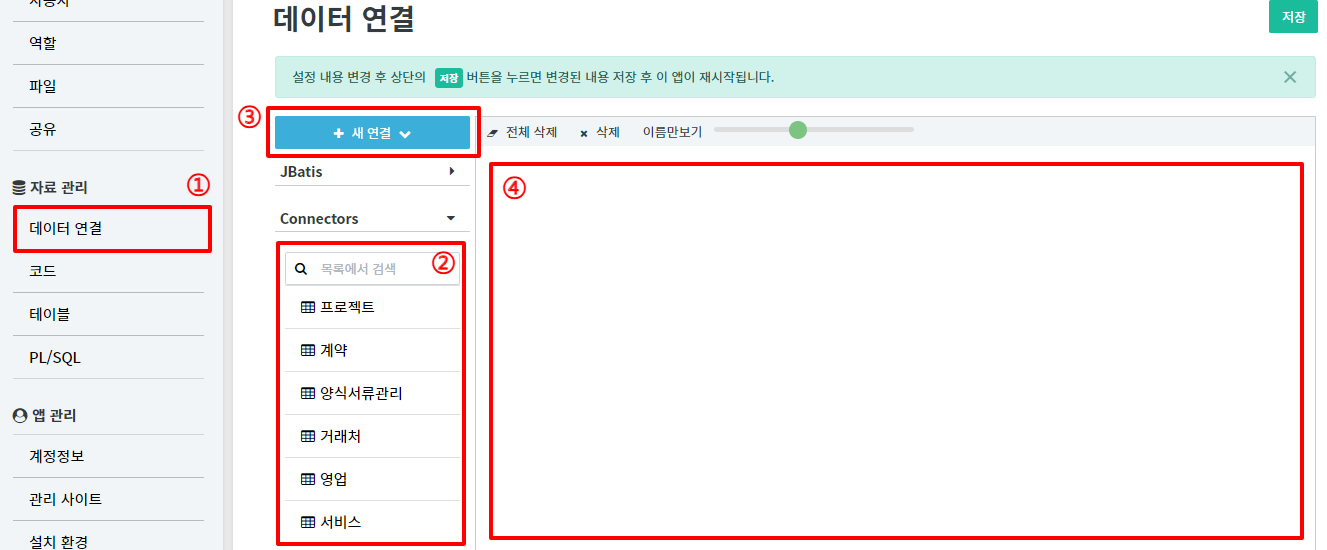 사용자
역할
파일
공유
자료 관리
①
데이터 연결
코드
테이블
PL/SQL
앱 관리
계정정보
관리 사이트
설치 환경
데이터 연결
저장
설정 내용 변경 후 상단의 저장 버튼을 누르면 변경된 내용 저장 후 이 앱이 재시작됩니다.
③
새 연결
전체 삭제 삭제 이름만보기
JBatis
Connectors
②
목록에서 검색
프로젝트
계약
양식서류관리
거래처
영업
서비스
④